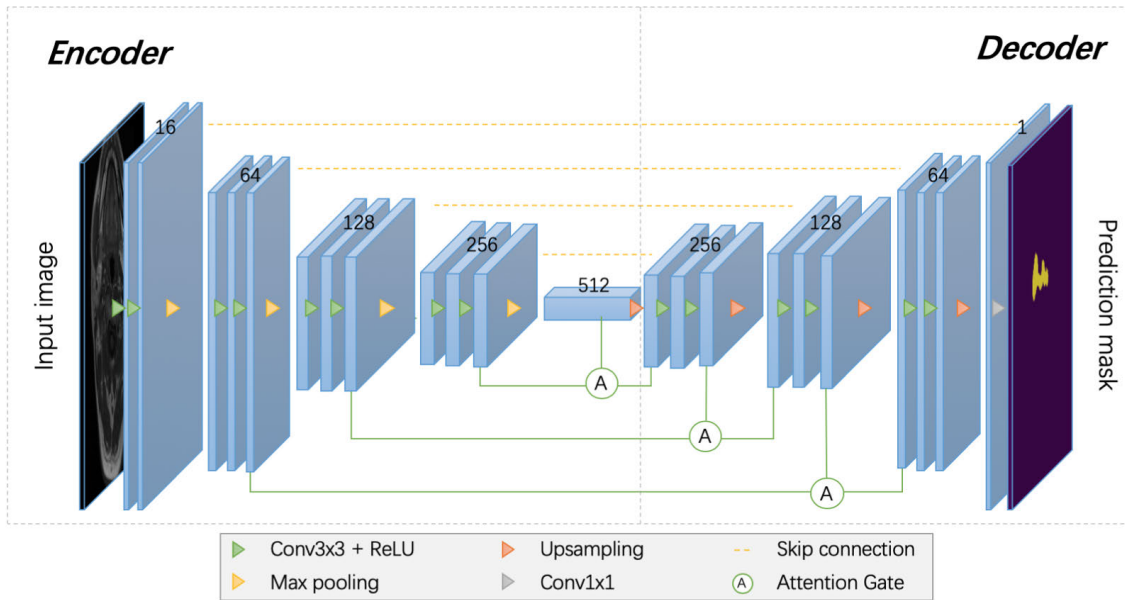 Encoder
Decoder
16
1
64
64
128
128
256
256
512
Input image
Prediction mask
A
A
A
Conv3x3 + ReLU
Upsampling
Skip connection
Max pooling
Conv1x1
A
Attention Gate